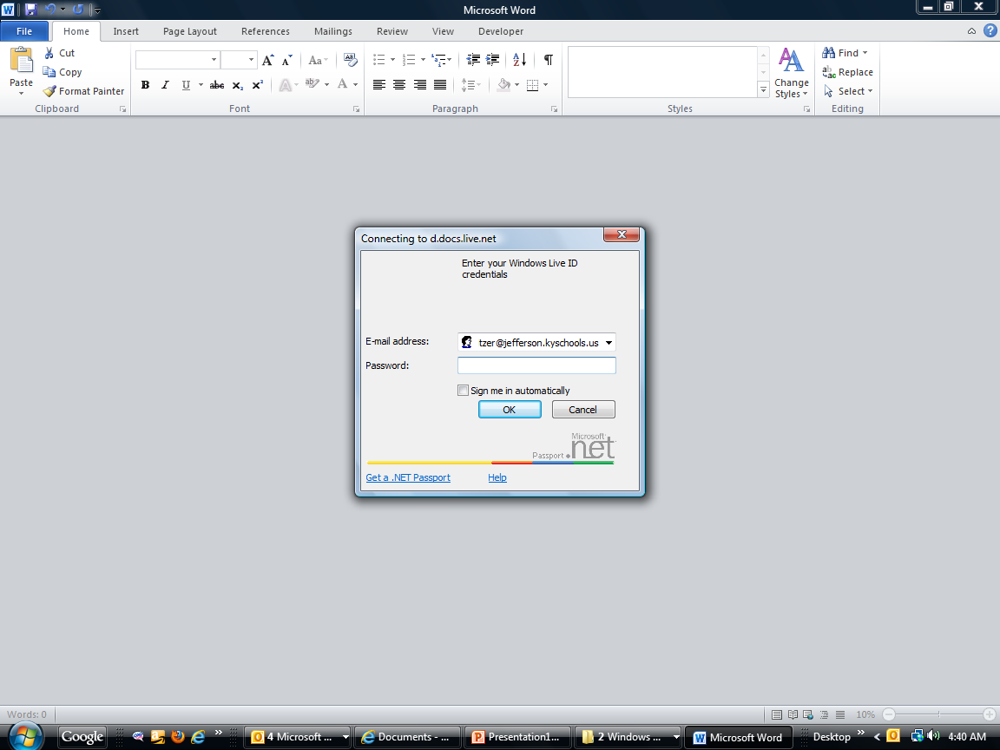 Microsoft Word
File Home Insert Page Layout References Mailings Review View Developer
Paste
Cut
Copy
Format Painter
Clipboard
Font
Paragraph
Change
Styles
Styles
Find
Replace
Select
Editing
Connecting to d.docs.live.net
Enter your Windows Live ID
credentials
E-mail address: tzer@jefferson.kyschools.us
Password:
Sign me in automatically
OK Cancel
Microsoft
Passport .net
Get a .NET Passport Help
Words: 0 10%
Google 4 Microsoft ... Documents - ... Presentation1... 2 Windows ... Microsoft Word Desktop 4:40 AM